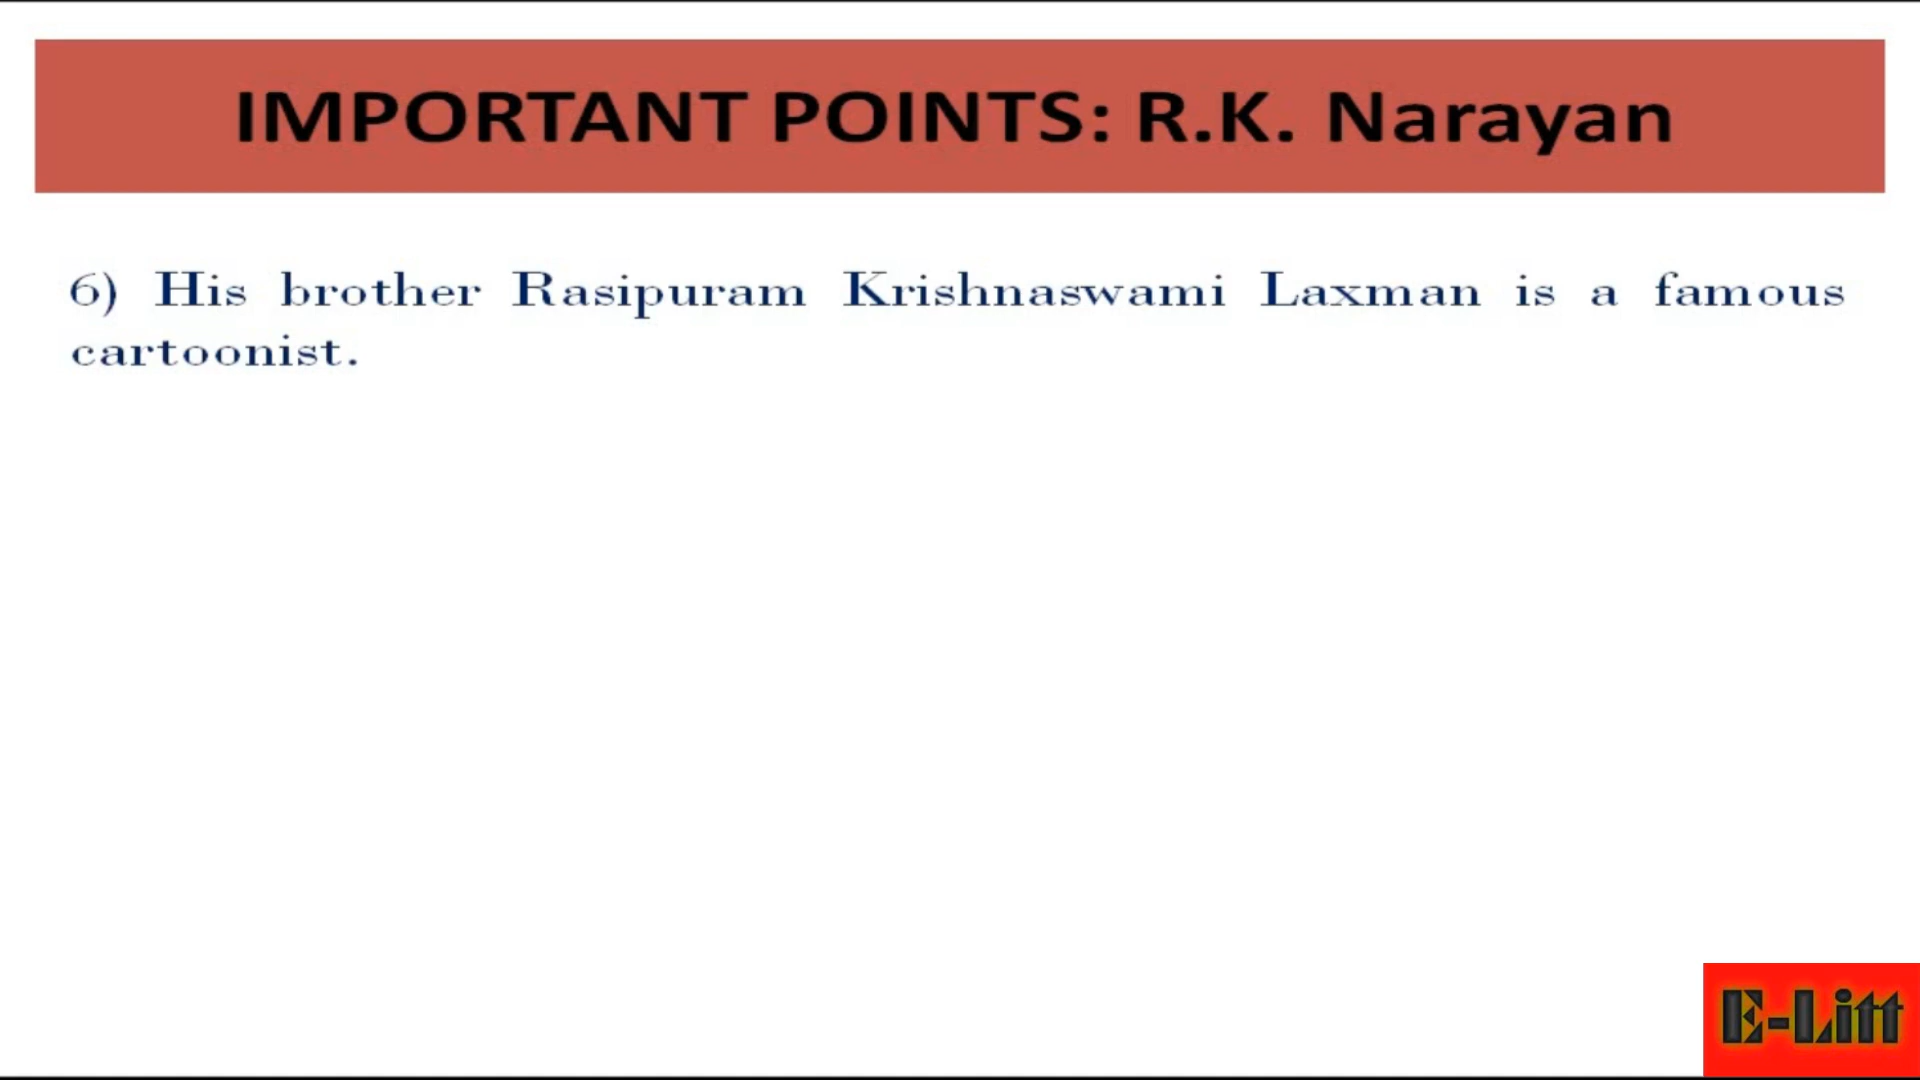 IMPORTANT POINTS: R.K. Narayan
6) His brother Rasipuram Krishnaswami Laxman is a famous
cartoonist.
E-Litt